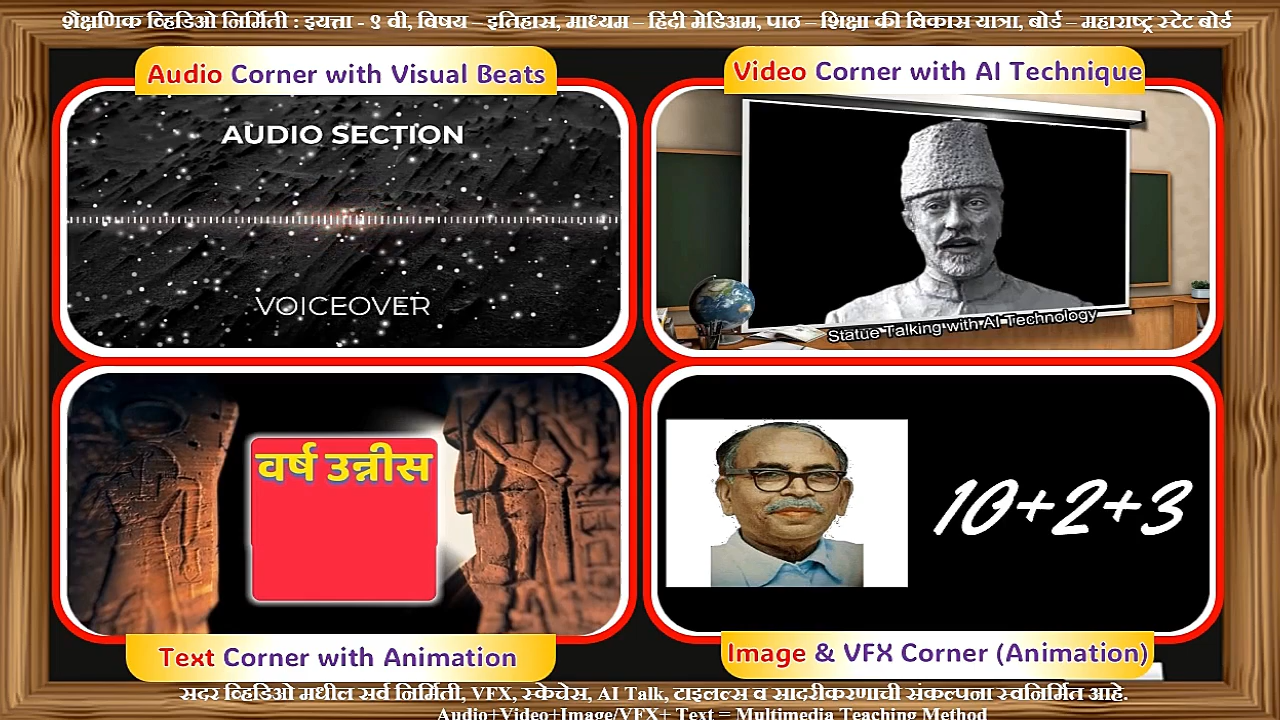 शैक्षणिक व्हिडिओ निर्मिती : इयत्ता - ९ वी, विषय – इतिहास, माध्यम – हिंदी मेडिअम, पाठ – शिक्षा की विकास यात्रा, बोर्ड – महाराष्ट्र स्टेट बोर्ड
Audio Corner with Visual Beats
Video Corner with AI Technique
AUDIO SECTION
VOICEOVER
Statue Talking with AI Technology
वर्ष उन्नीस
10+2+3
Text Corner with Animation
Image & VFX Corner (Animation)
सदर व्हिडिओ मधील सर्व निर्मिती, VFX, स्केचेस, AI Talk, टाइलल्स व सादरीकरणाची संकल्पना स्वनिर्मित आहे.
Audio+Video+Image/VFX+ Text = Multimedia Teaching Method